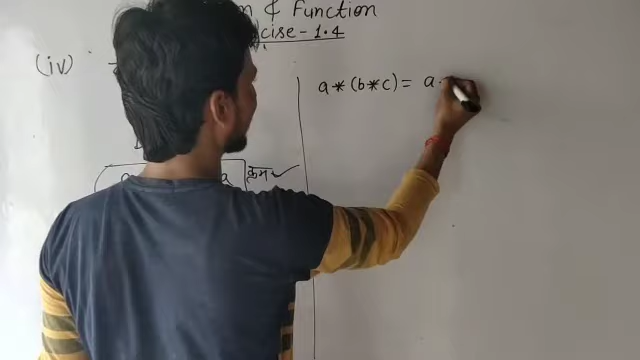 & Function
cise - 1.4
(iv)
a*(b*c) = a
a
क्रम ✓